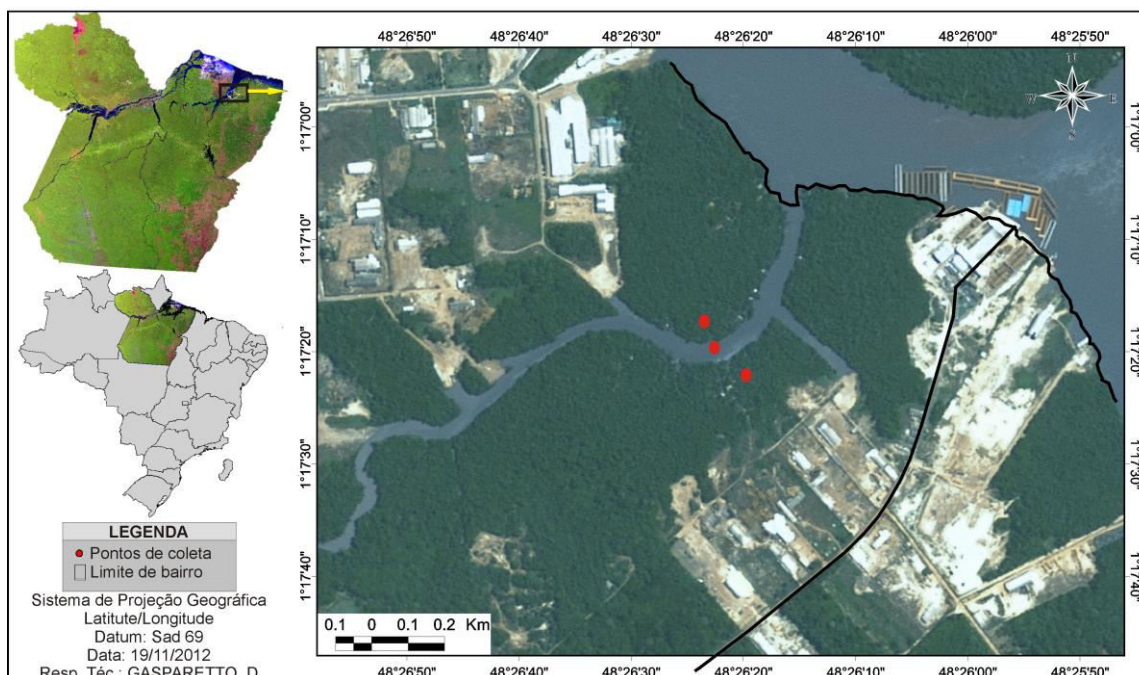 48°26'50" 48°26'40" 48°26'30" 48°26'20" 48°26'10" 48°26'00" 48°25'50"
1°17'00"
1°17'10"
1°17'20"
1°17'30"
1°17'40"
U
W E
S
1°17'00"
1°17'10"
1°17'20"
1°17'30"
1°17'40"
LEGENDA
Pontos de coleta
Limite de bairro
Sistema de Projeção Geográfica
Latitute/Longitude
Datum: Sad 69
Data: 19/11/2012
Resp. Téc.: GASPARETTO, D
0.1 0 0.1 0.2 Km
48°26'50" 48°26'40" 48°26'30" 48°26'20" 48°26'10" 48°26'00" 48°25'50"